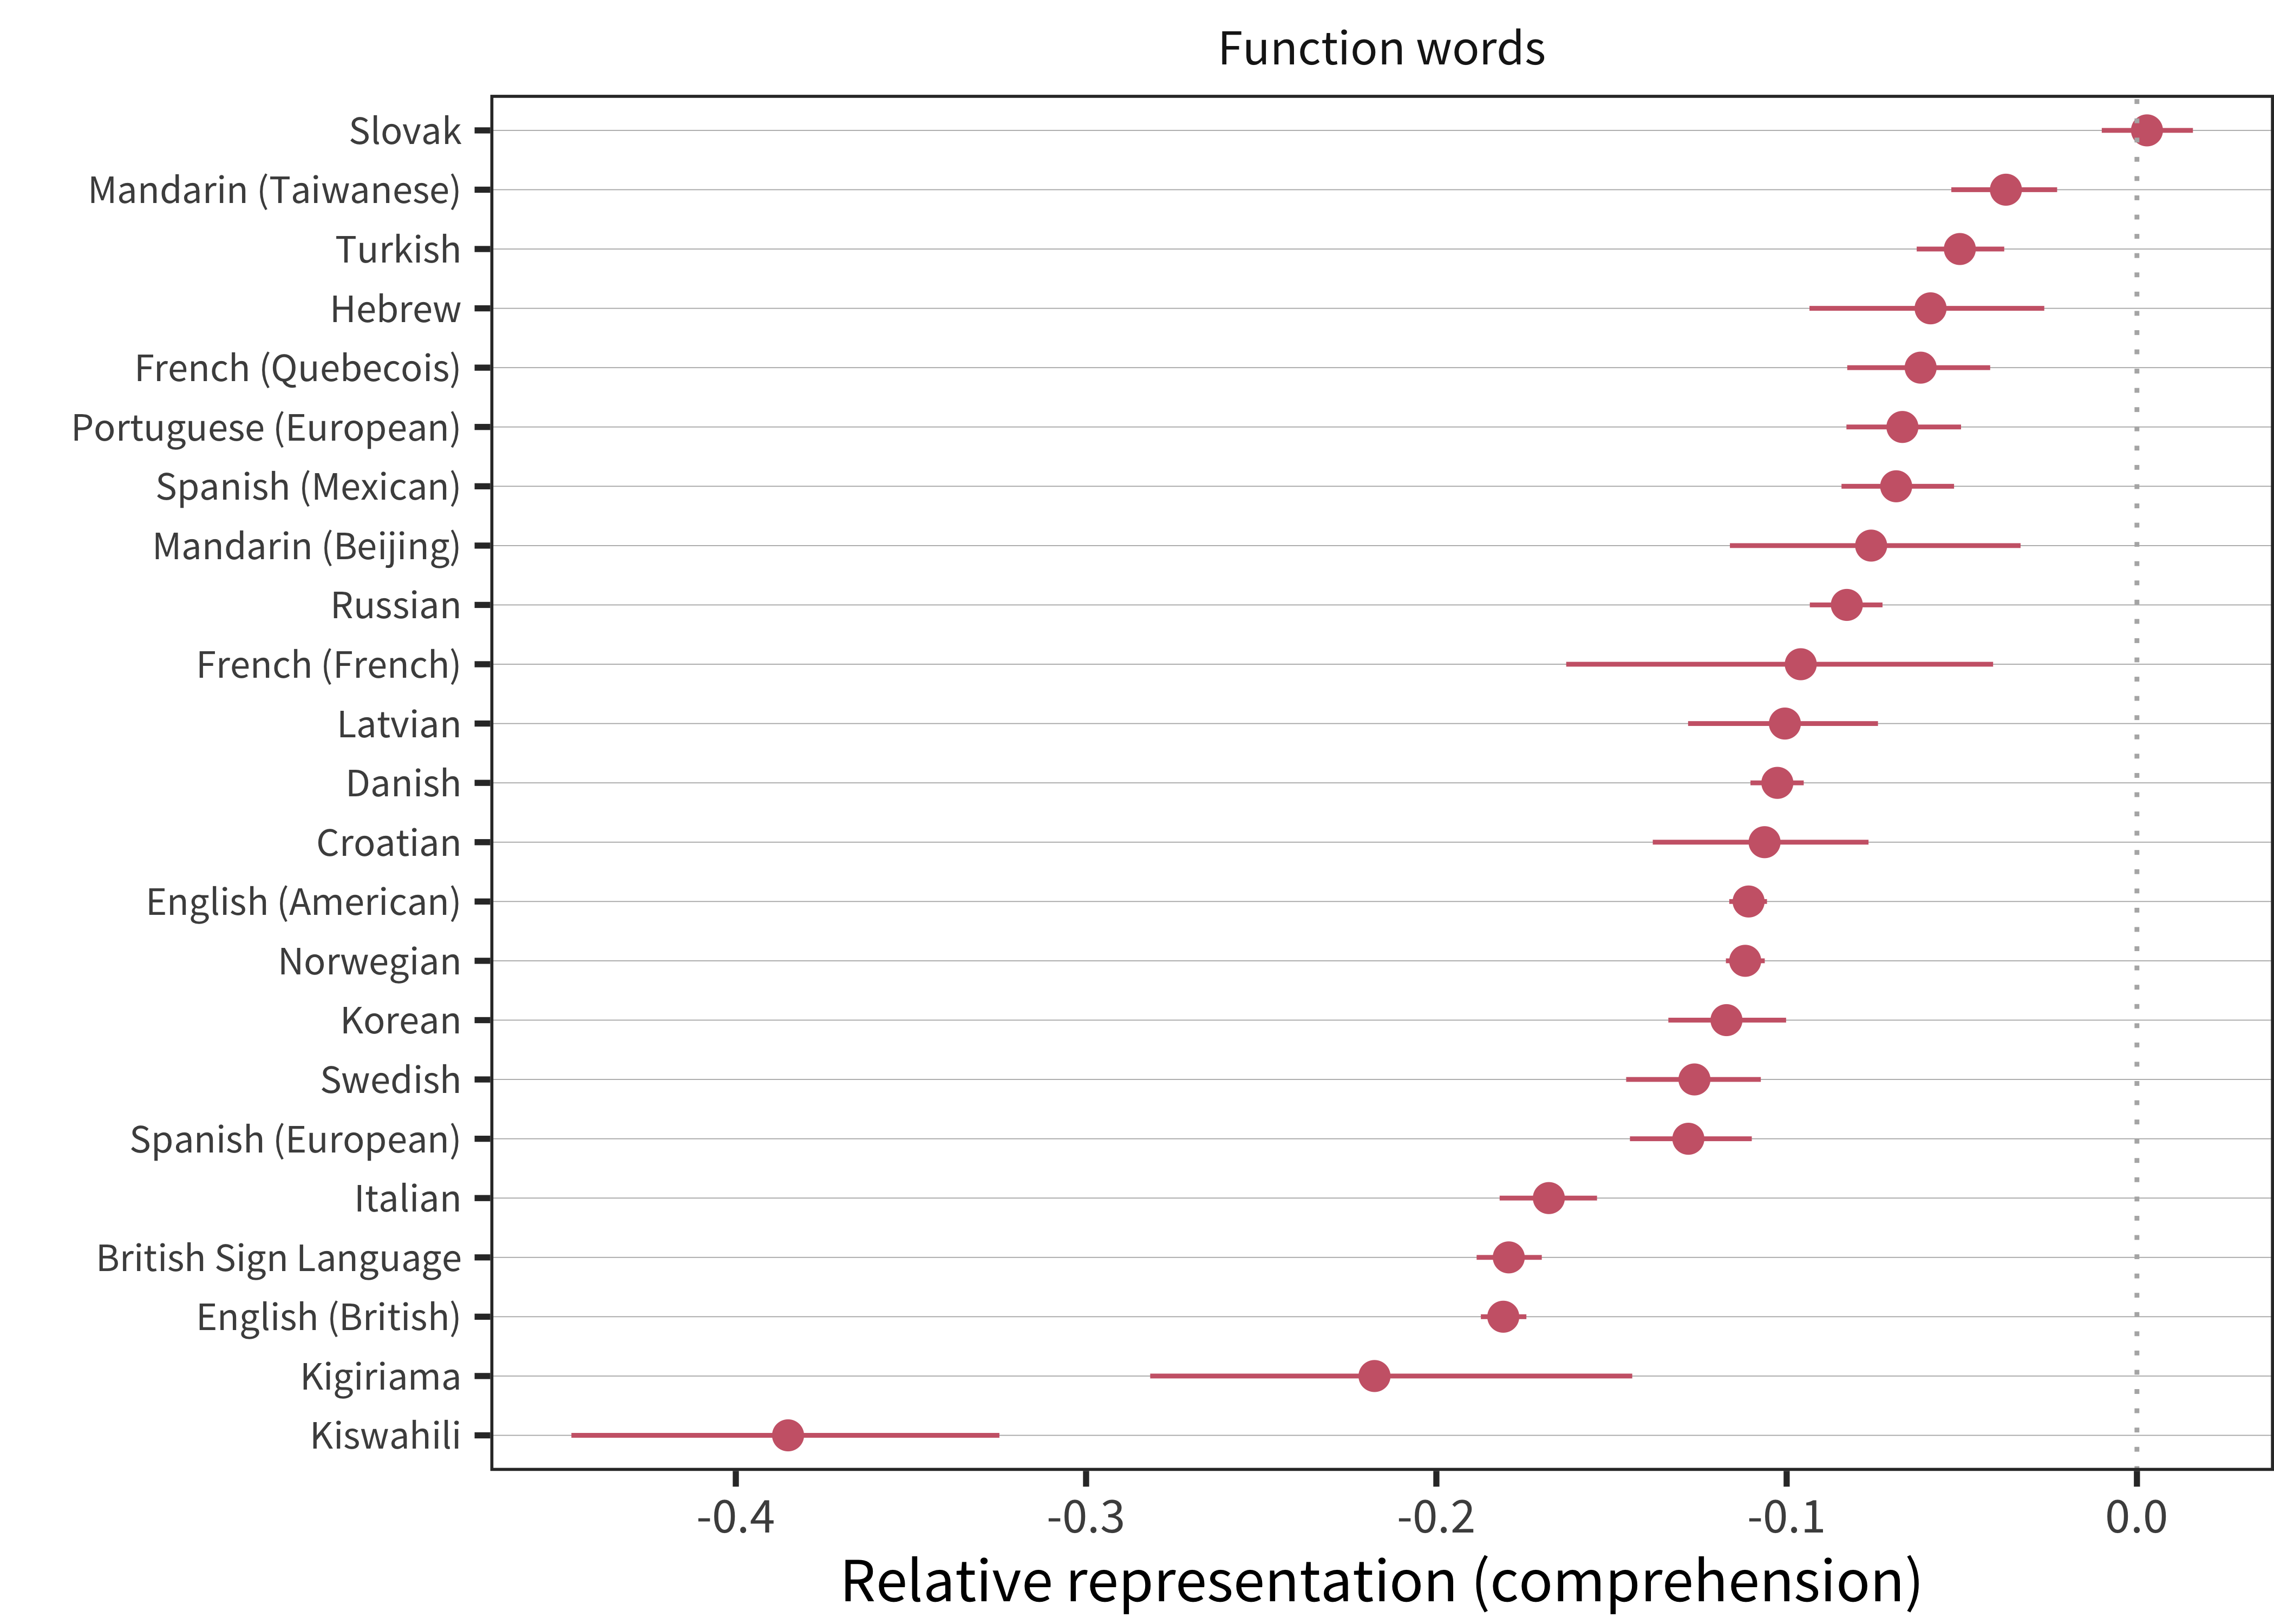 Function words
Slovak
Mandarin (Taiwanese)
Turkish
Hebrew
French (Quebecois)
Portuguese (European)
Spanish (Mexican)
Mandarin (Beijing)
Russian
French (French)
Latvian
Danish
Croatian
English (American)
Norwegian
Korean
Swedish
Spanish (European)
Italian
British Sign Language
English (British)
Kigiriama
Kiswahili
-0.4 -0.3 -0.2 -0.1 0.0
Relative representation (comprehension)